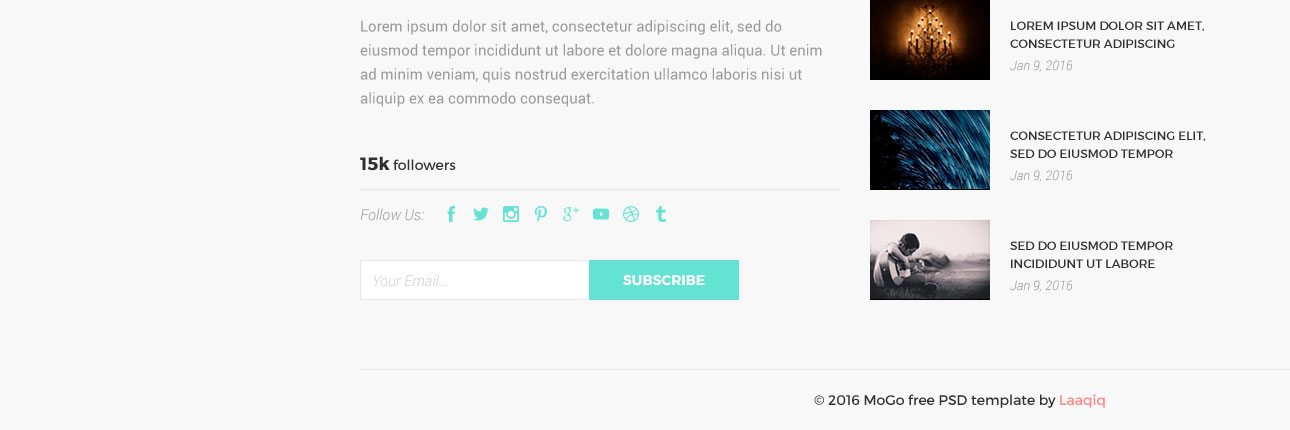 Lorem ipsum dolor sit amet, consectetur adipiscing elit, sed do
eiusmod tempor incididunt ut labore et dolore magna aliqua. Ut enim
ad minim veniam, quis nostrud exercitation ullamco laboris nisi ut
aliquip ex ea commodo consequat.
15k followers
Follow Us:
Your Email...
SUBSCRIBE
LOREM IPSUM DOLOR SIT AMET,
CONSECTETUR ADIPISCING
Jan 9, 2016
CONSECTETUR ADIPISCING ELIT,
SED DO EIUSMOD TEMPOR
Jan 9, 2016
SED DO EIUSMOD TEMPOR
INCIDIDUNT UT LABORE
Jan 9, 2016
© 2016 MoGo free PSD template by Laaqiq